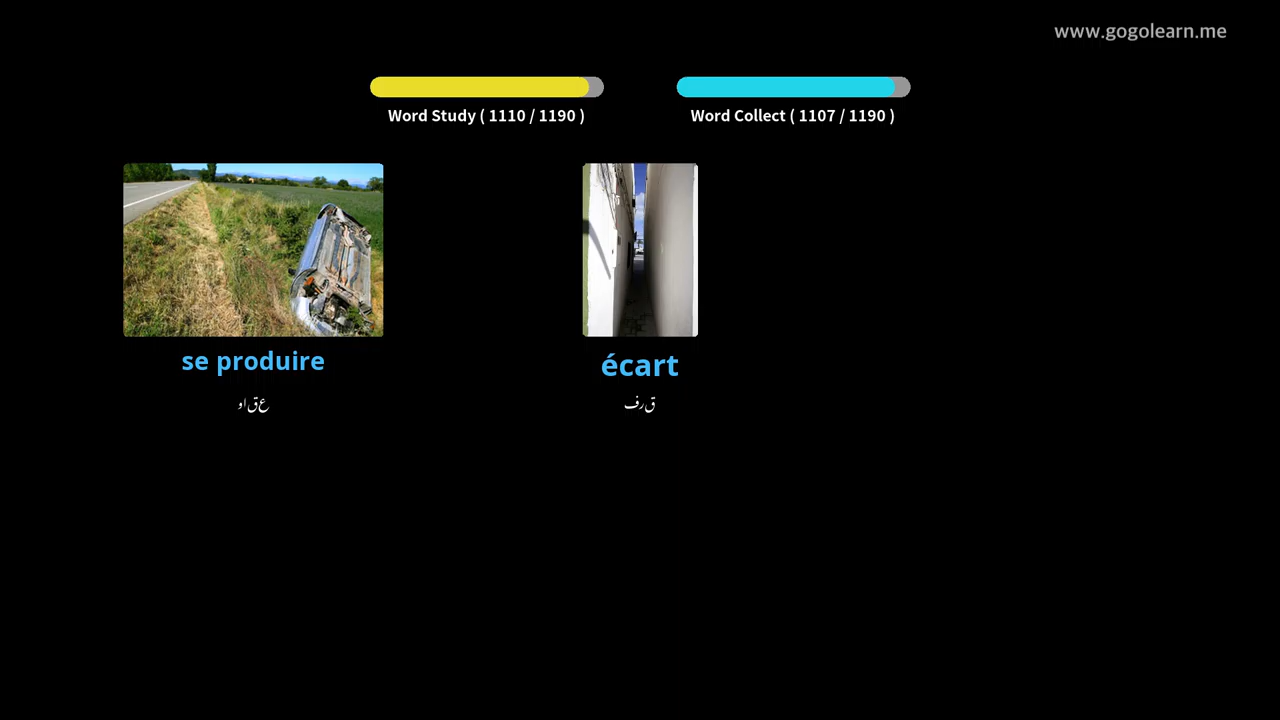 www.gogolearn.me
Word Study ( 1110 / 1190 )
Word Collect ( 1107 / 1190 )
se produire
واقع
écart
فرق